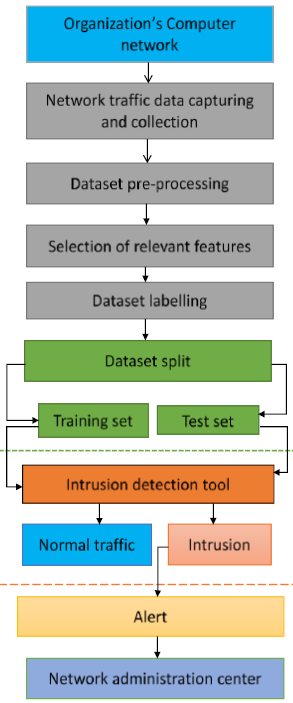 Organization's Computer
network
Network traffic data capturing
and collection
Dataset pre-processing
Selection of relevant features
Dataset labelling
Dataset split
Training set
Test set
Intrusion detection tool
Normal traffic
Intrusion
Alert
Network administration center